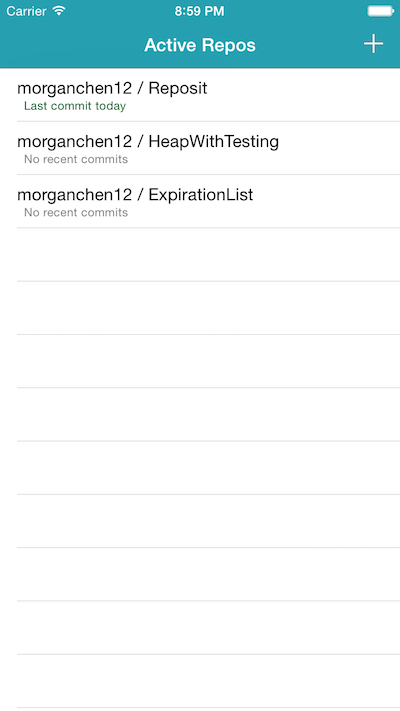 Carrier 8:59 PM
Active Repos
morganchen12 / Reposit
Last commit today
morganchen12 / HeapWithTesting
No recent commits
morganchen12 / ExpirationList
No recent commits